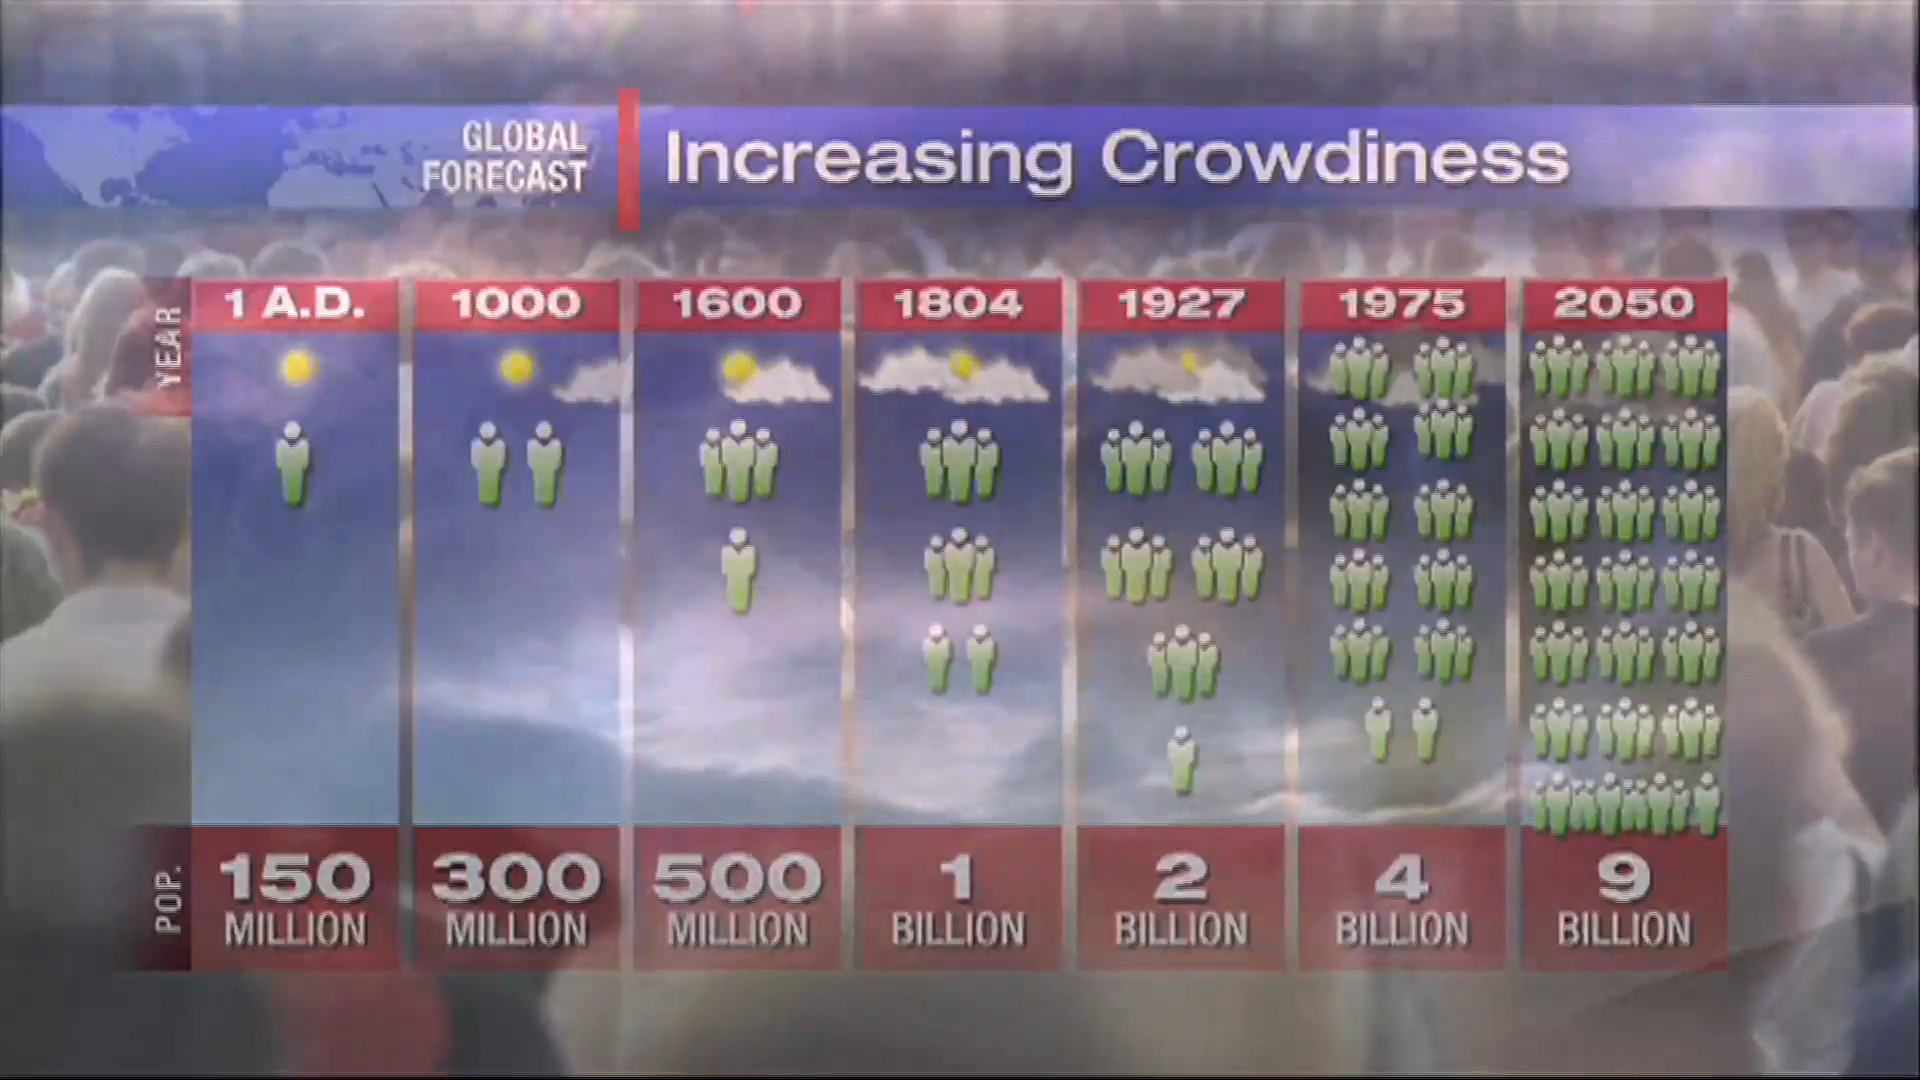 GLOBAL
FORECAST
Increasing Crowdiness
YEAR
1 A.D.
1000
1600
1804
1927
1975
2050
POP.
150
MILLION
300
MILLION
500
MILLION
1
BILLION
2
BILLION
4
BILLION
9
BILLION